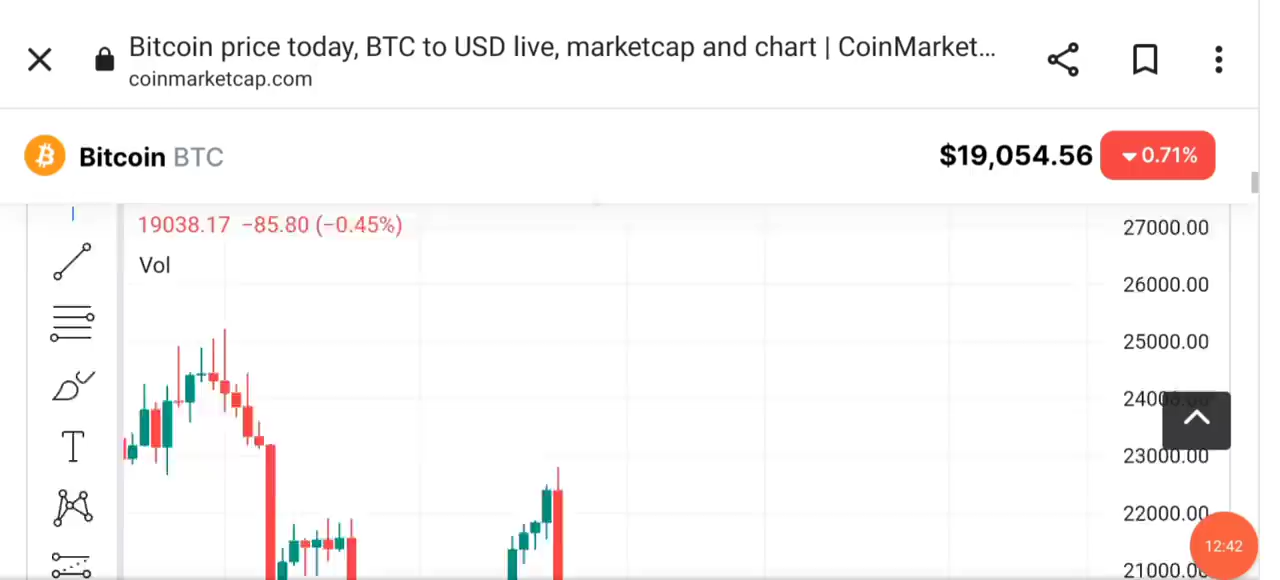 Bitcoin price today, BTC to USD live, marketcap and chart | CoinMarket...
coinmarketcap.com
Bitcoin BTC
$19,054.56
0.71%
19038.17 −85.80 (−0.45%)
Vol
27000.00
26000.00
25000.00
23000.00
22000.00
21000.00
T
12:42